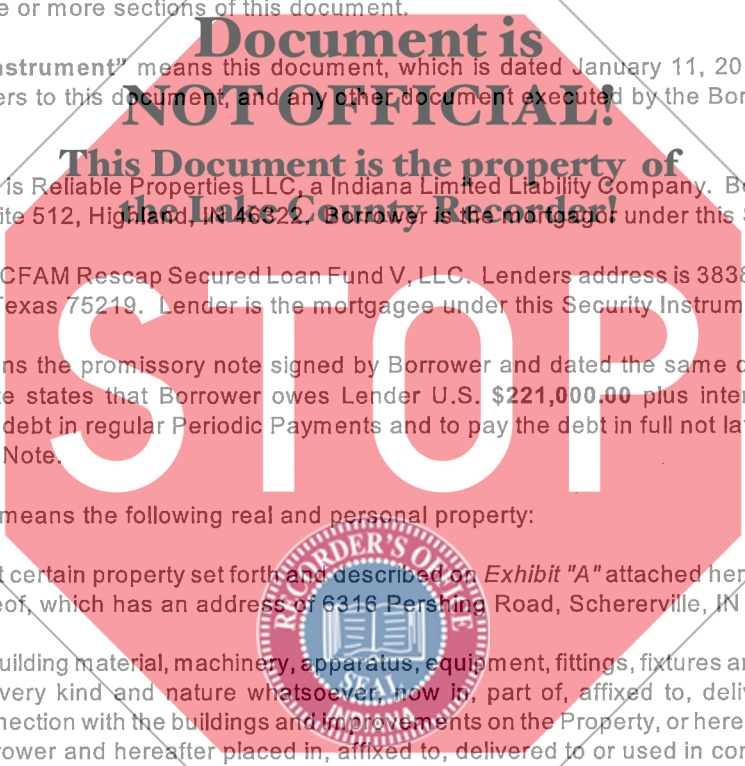 e or more sections of this document.
Document is
nstrument” means this document, which is dated January 11, 20
NOT OFFICIAL!
ers to this document, and any other document executed by the Bor
This Document is the property of
is Reliable Properties LLC, a Indiana Limited Liability Company. B
the Lake County Recorder!
ite 512, Highland, IN 46322. Borrower is the mortgagor under this S
CFAM Rescap Secured Loan Fund V, LLC. Lenders address is 3838
Texas 75219. Lender is the mortgagee under this Security Instrum
STOP
ns the promissory note signed by Borrower and dated the same d
te states that Borrower owes Lender U.S. $221,000.00 plus inter
debt in regular Periodic Payments and to pay the debt in full not lat
Note.
means the following real and personal property:
t certain property set forth and described on Exhibit "A" attached her
eof, which has an address of 6316 Pershing Road, Schererville, IN
RECORDER'S OFFICE
SEAL
INDIANA
uilding material, machinery, apparatus, equipment, fittings, fixtures an
very kind and nature whatsoever, now in, part of, affixed to, deliv
nection with the buildings and improvements on the Property, or here
rower and hereafter placed in, affixed to, delivered to or used in con